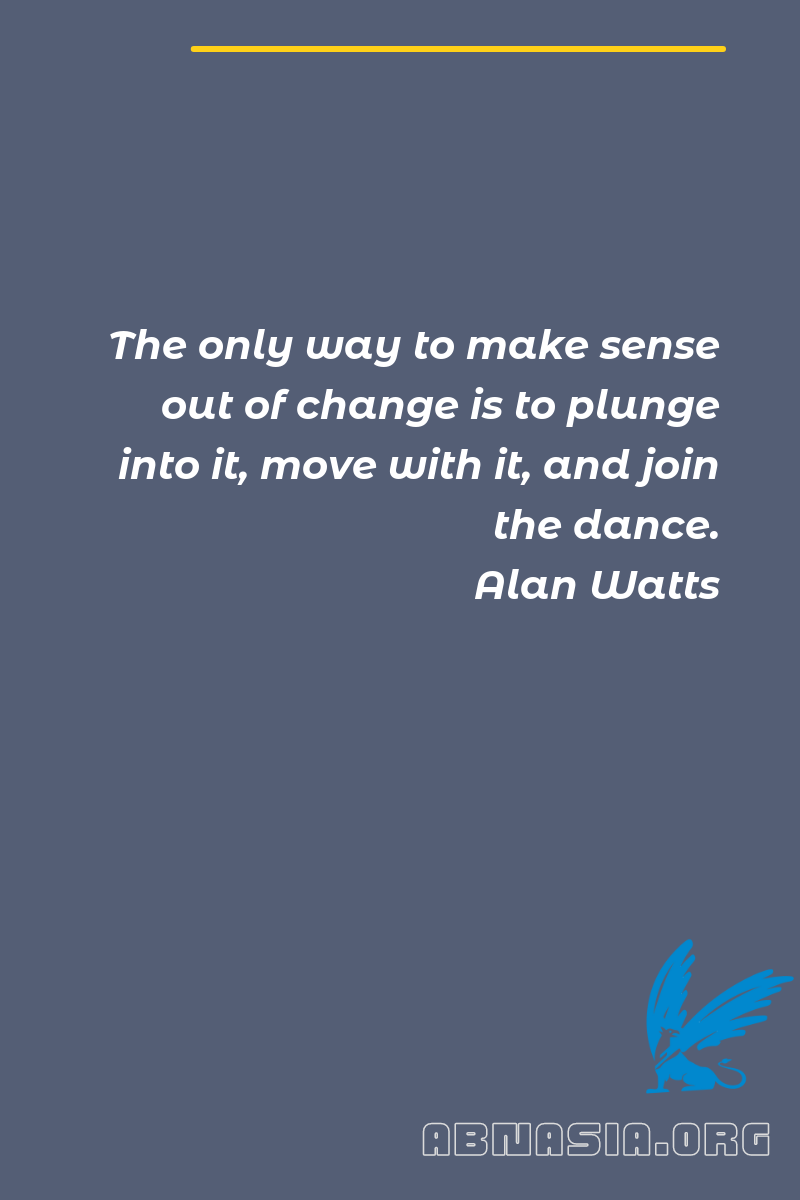 The only way to make sense
out of change is to plunge
into it, move with it, and join
the dance.
Alan Watts
ABNASIA.ORG